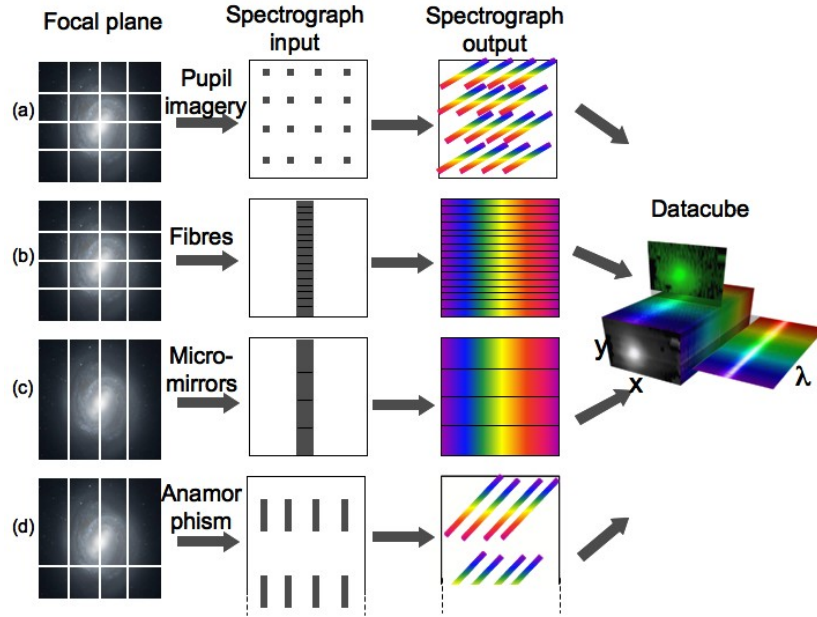 Focal plane
Spectrograph
input
Spectrograph
output
(a)
Pupil
imagery
(b)
Fibres
(c)
Micro-
mirrors
(d)
Anamor
phism
Datacube
y
x
λ